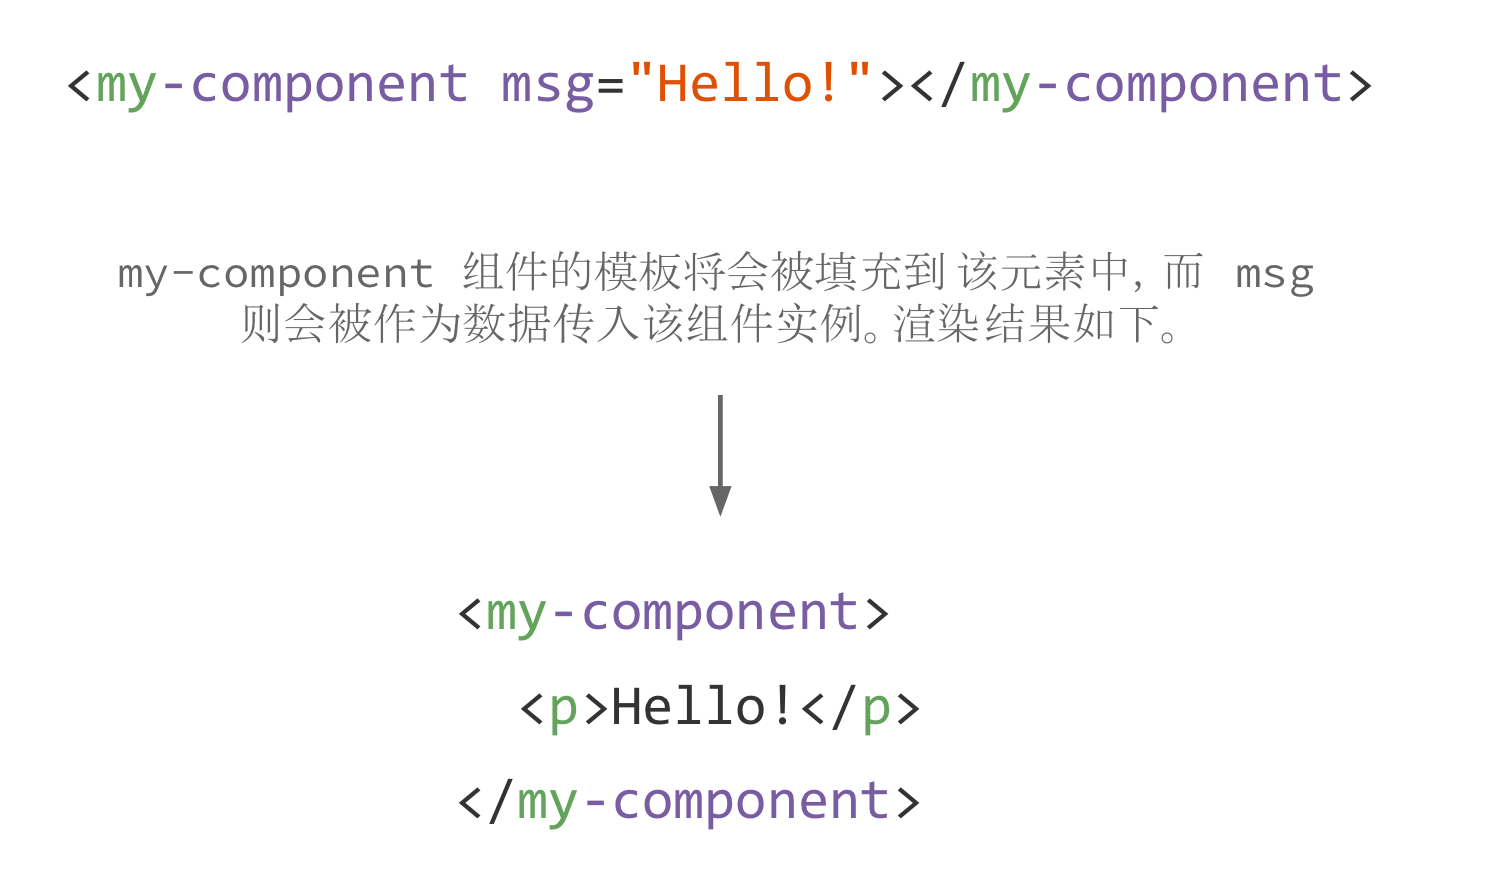 <my-component msg="Hello!"></my-component>
my-component 组件的模板将会被填充到该元素中, 而 msg
则会被作为数据传入该组件实例。渲染结果如下。
<my-component>
<p>Hello!</p>
</my-component>